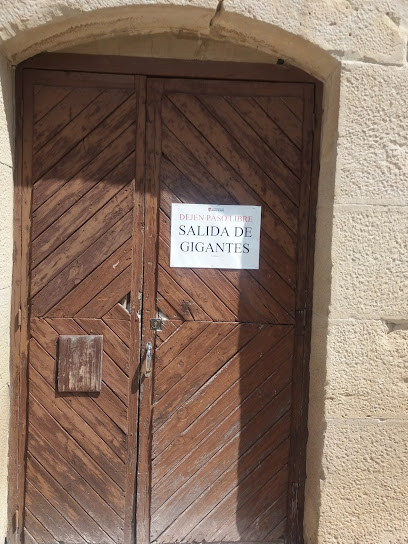 DEJEN PASO LIBRE
SALIDA DE
GIGANTES